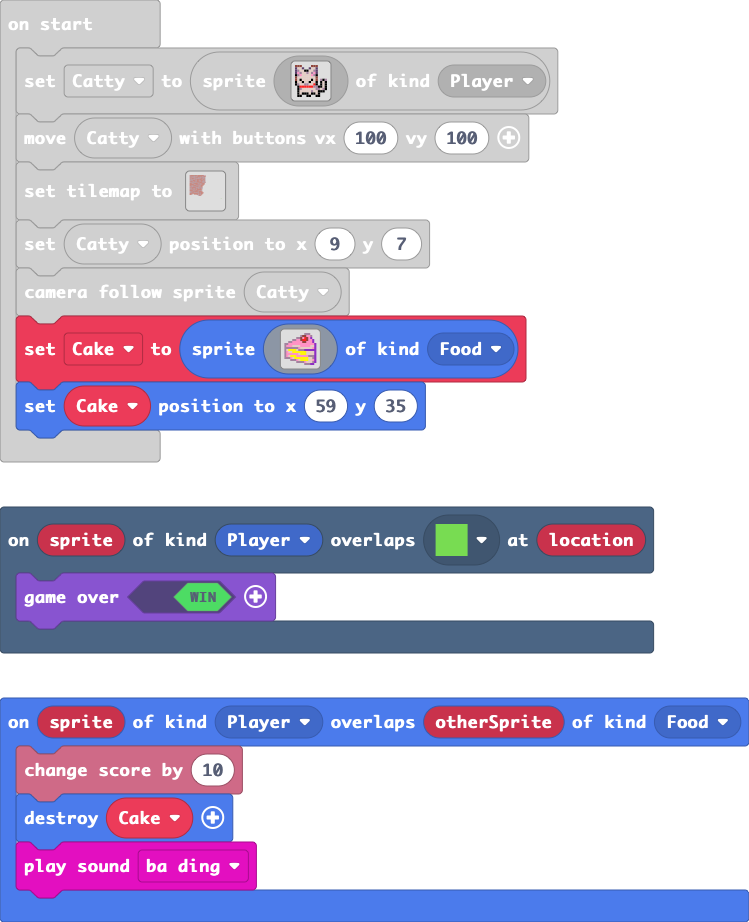 on start
set Catty to sprite of kind Player
move Catty with buttons vx 100 vy 100
set tilemap to
set Catty position to x 9 y 7
camera follow sprite Catty
set Cake to sprite of kind Food
set Cake position to x 59 y 35
on sprite of kind Player overlaps at location
game over WIN
on sprite of kind Player overlaps otherSprite of kind Food
change score by 10
destroy Cake
play sound ba ding